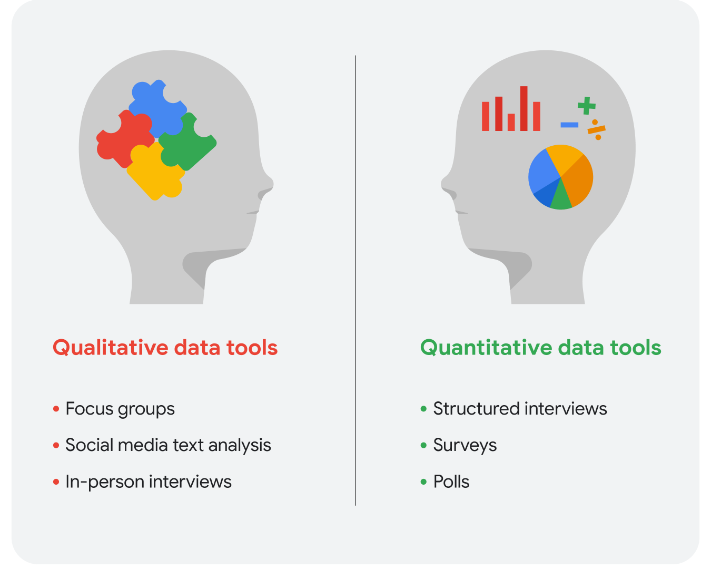 Qualitative data tools
• Focus groups
• Social media text analysis
• In-person interviews
Quantitative data tools
• Structured interviews
• Surveys
• Polls